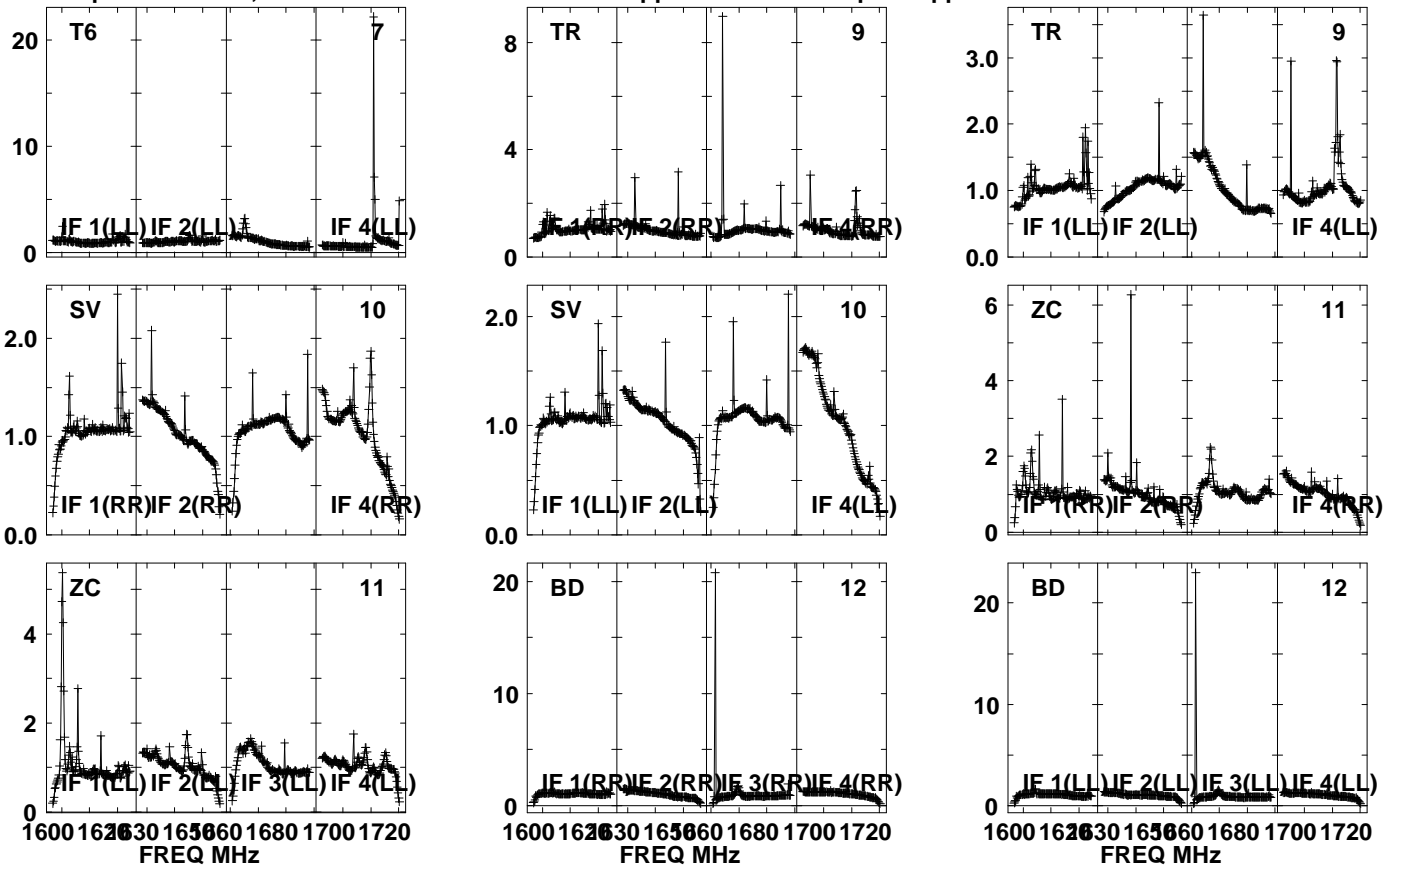 T6 7
20
10
0
IF 1(LL) IF 2(LL) IF 4(LL)
TR 9
8
4
0
IF 1(RR) IF 2(RR) IF 4(RR)
TR 9
3.0
2.0
1.0
0.0
IF 1(LL) IF 2(LL) IF 4(LL)
SV 10
2.0
1.0
0.0
IF 1(RR) IF 2(RR) IF 4(RR)
SV 10
2.0
1.0
0.0
IF 1(LL) IF 2(LL) IF 4(LL)
ZC 11
6
4
2
0
IF 1(RR) IF 2(RR) IF 4(RR)
ZC 11
4
2
0
IF 1(LL) IF 2(LL) IF 3(LL) IF 4(LL)
1600 1680 1700 1720
FREQ MHz
BD 12
20
10
0
IF 1(RR) IF 2(RR) IF 3(RR) IF 4(RR)
1600 1680 1700 1720
FREQ MHz
BD 12
20
10
0
IF 1(LL) IF 2(LL) IF 3(LL) IF 4(LL)
1600 1680 1700 1720
FREQ MHz